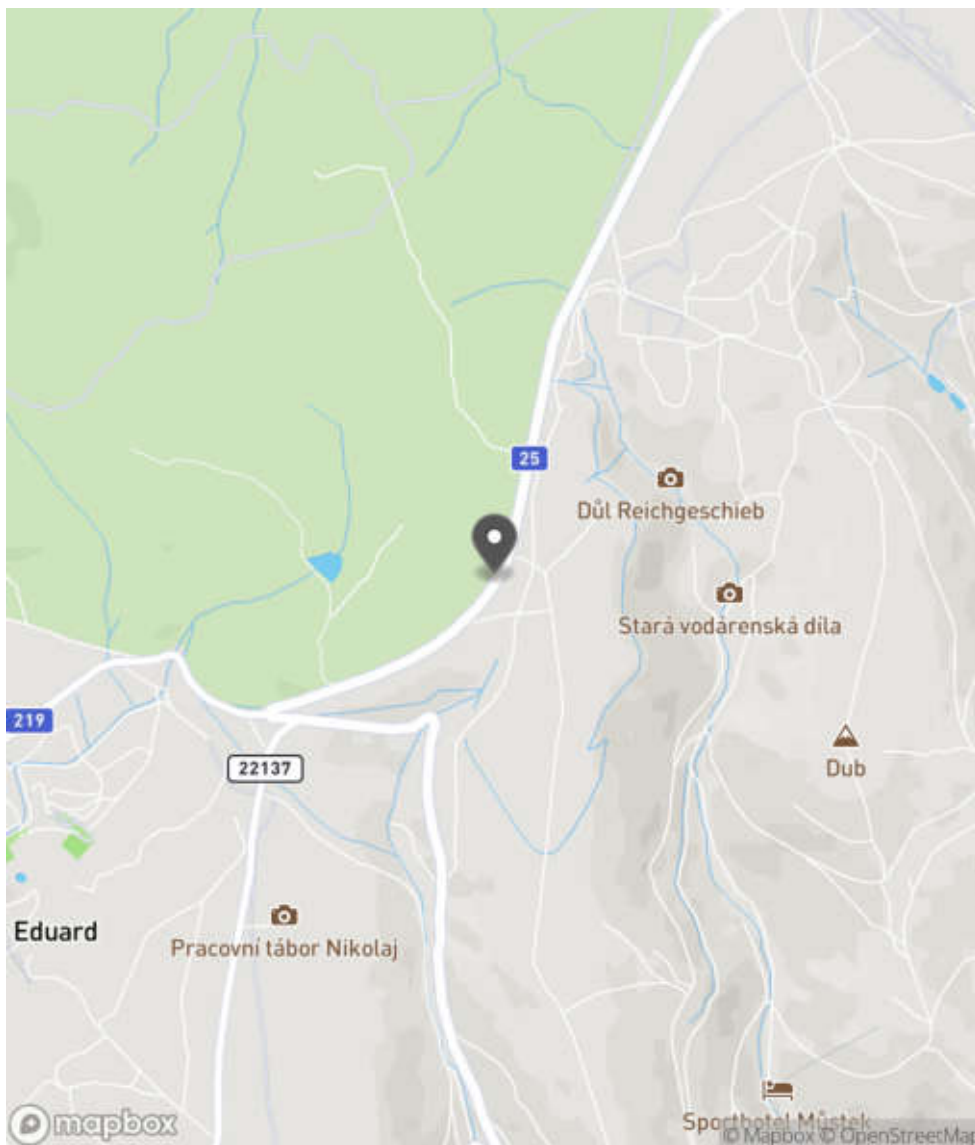 25
Důl Reichgeschieb
Stará vodárenská díla
219
22137
Dub
Eduard
Pracovní tábor Nikolaj
Sporthotel Můstek
mapbox
© Mapbox © OpenStreetMap